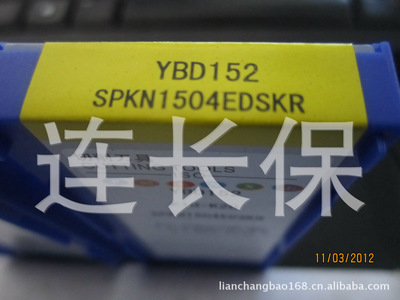 YBD152
SPKN1504EDSKR
连长保
11/03/2012
lianchangbao168.cn.alibaba.com